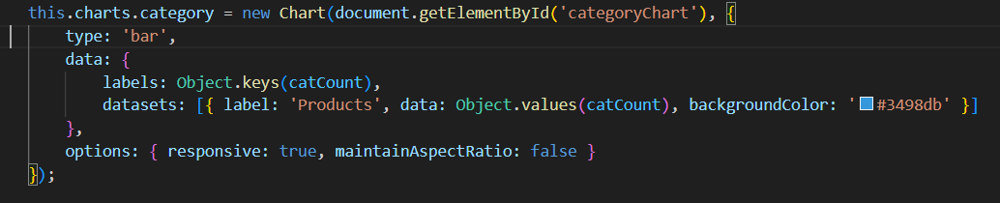 this.charts.category = new Chart(document.getElementById('categoryChart'), {
    type: 'bar',
    data: {
        labels: Object.keys(catCount),
        datasets: [{ label: 'Products', data: Object.values(catCount), backgroundColor: '#3498db' }]
    },
    options: { responsive: true, maintainAspectRatio: false }
});